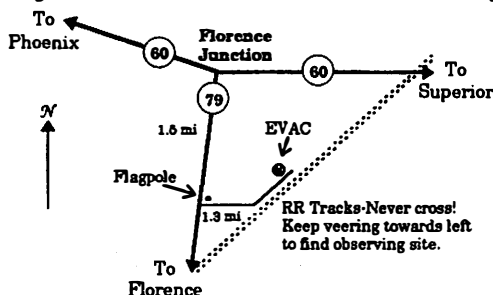 To
Phoenix
60
Florence
Junction
60
To
Superior
79
N
1.5 mi
EVAC
Flagpole
1.3 mi
RR Tracks-Never cross!
Keep veering towards left
to find observing site.
To
Florence